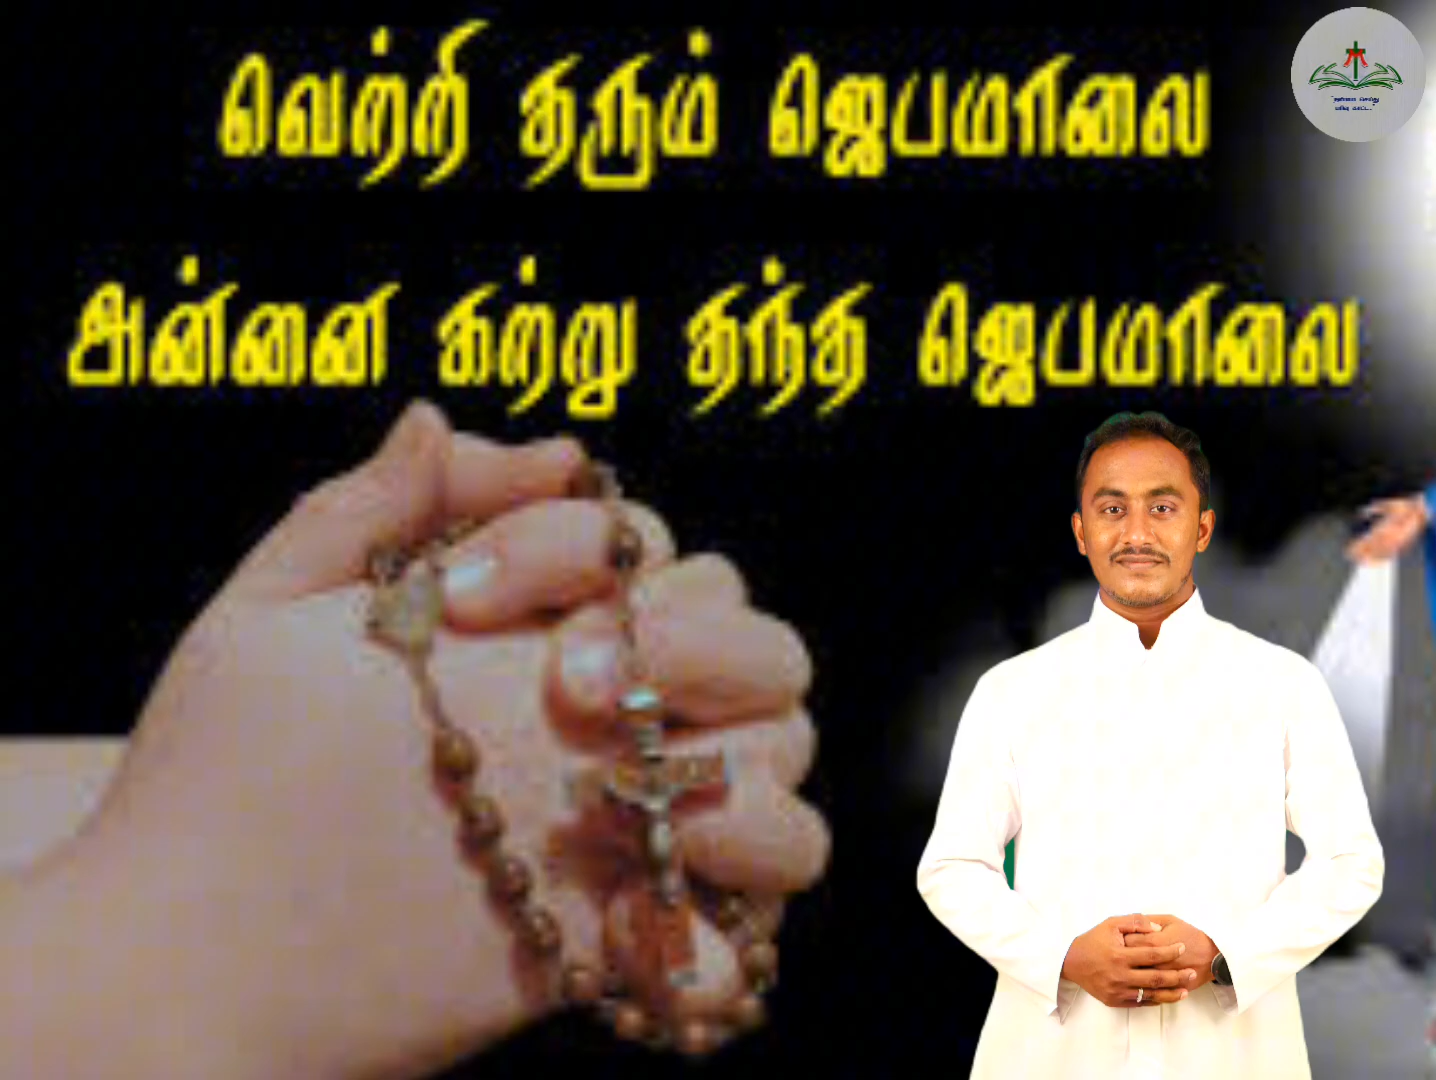 வெற்றி தரும் ஜெபமாலை
அன்னை கற்று தந்த ஜெபமாலை